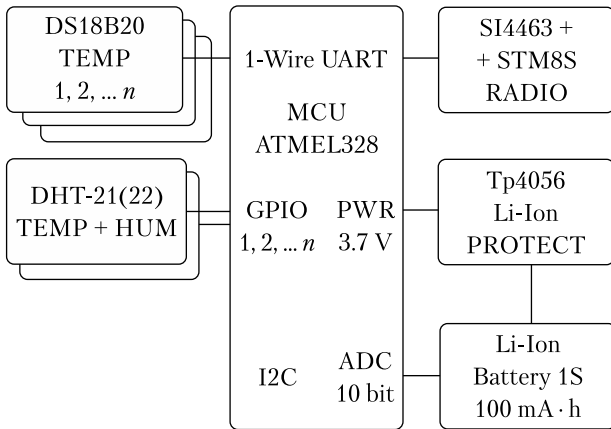 DS18B20
TEMP
1, 2, ... n
1-Wire UART
SI4463 +
+ STM8S
RADIO
MCU
ATMEL328
DHT-21(22)
TEMP + HUM
GPIO
1, 2, ... n
PWR
3.7 V
Tp4056
Li-Ion
PROTECT
I2C
ADC
10 bit
Li-Ion
Battery 1S
100 mA · h